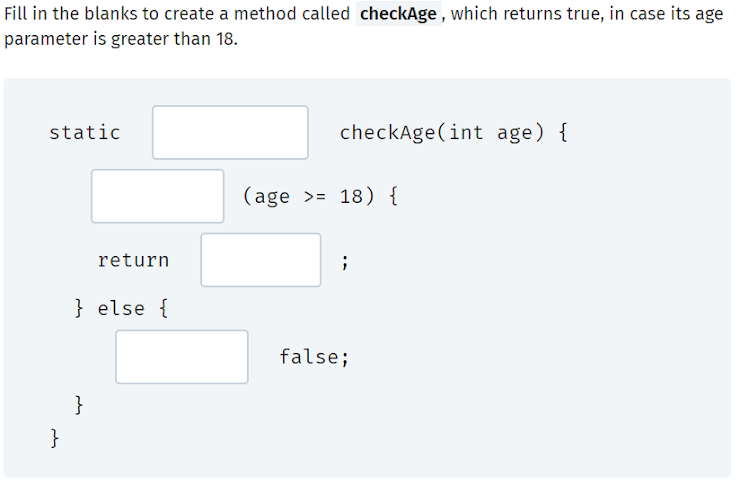 Fill in the blanks to create a method called checkAge, which returns true, in case its age
parameter is greater than 18.
static checkAge(int age) {
(age >= 18) {
return ;
} else {
false;
}
}